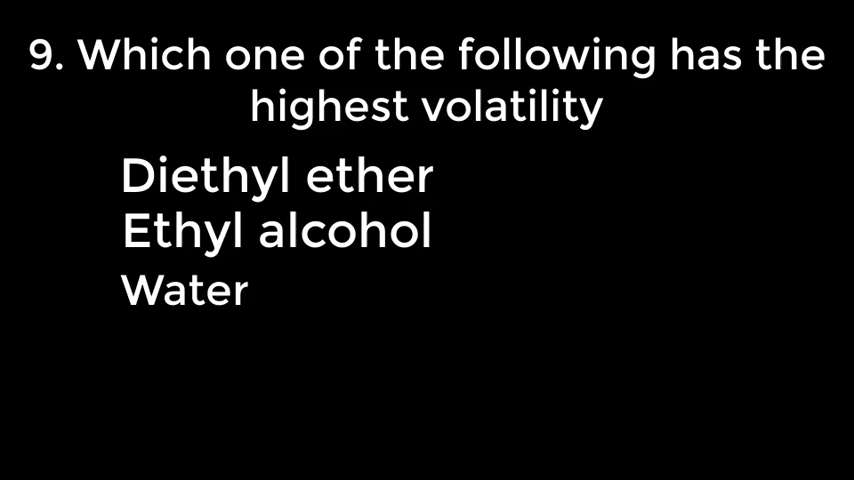 9. Which one of the following has the
highest volatility
Diethyl ether
Ethyl alcohol
Water